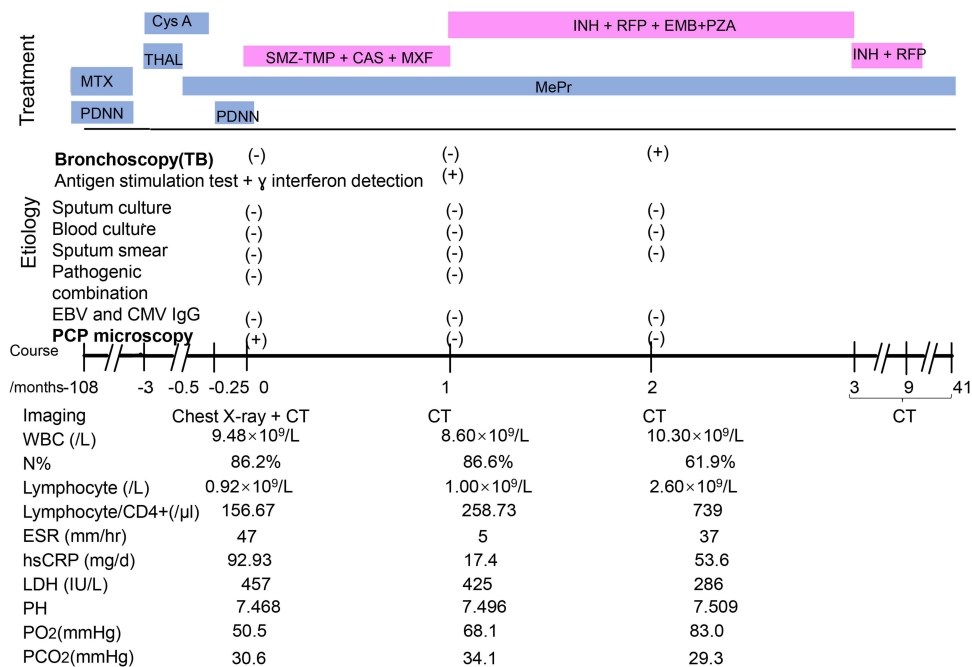 Treatment
Cys A
INH + RFP + EMB+PZA
THAL
SMZ-TMP + CAS + MXF
INH + RFP
MTX
MePr
PDNN
PDNN
Etiology
Bronchoscopy(TB) (-) (-) (+)
Antigen stimulation test + ɣ interferon detection (+)
Sputum culture (-) (-) (-)
Blood culture (-) (-) (-)
Sputum smear (-) (-) (-)
Pathogenic (-) (-)
combination
EBV and CMV IgG (-) (-) (-)
PCP microscopy (+) (-) (-)
Course
/months -108 -3 -0.5 -0.25 0 1 2 3 9 41
Imaging Chest X-ray + CT CT CT CT
WBC (/L) 9.48×10⁹/L 8.60×10⁹/L 10.30×10⁹/L
N% 86.2% 86.6% 61.9%
Lymphocyte (/L) 0.92×10⁹/L 1.00×10⁹/L 2.60×10⁹/L
Lymphocyte/CD4+(/µl) 156.67 258.73 739
ESR (mm/hr) 47 5 37
hsCRP (mg/d) 92.93 17.4 53.6
LDH (IU/L) 457 425 286
PH 7.468 7.496 7.509
PO2(mmHg) 50.5 68.1 83.0
PCO2(mmHg) 30.6 34.1 29.3